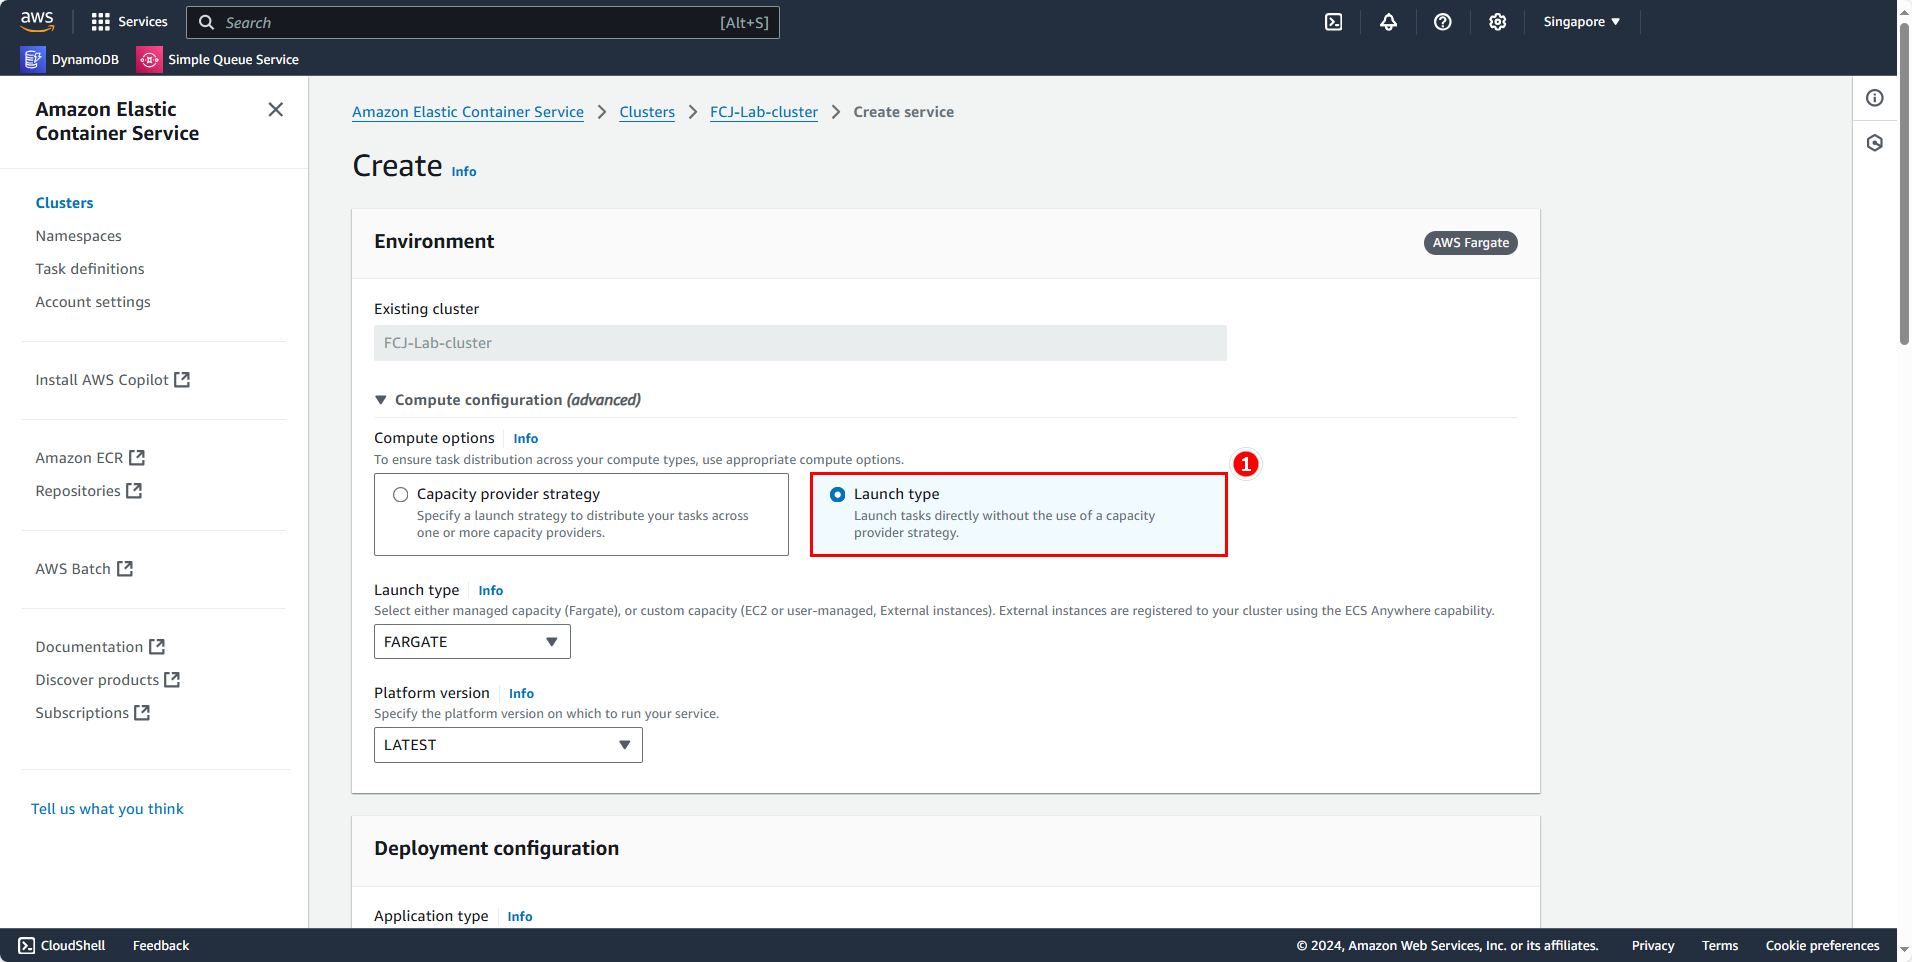 aws
Services
Search
[Alt+S]
Singapore
DynamoDB
Simple Queue Service
Amazon Elastic
Container Service
Clusters
Namespaces
Task definitions
Account settings
Install AWS Copilot
Amazon ECR
Repositories
AWS Batch
Documentation
Discover products
Subscriptions
Tell us what you think
Amazon Elastic Container Service
Clusters
FCJ-Lab-cluster
Create service
Create
Info
Environment
AWS Fargate
Existing cluster
FCJ-Lab-cluster
Compute configuration (advanced)
Compute options
Info
To ensure task distribution across your compute types, use appropriate compute options.
1
Capacity provider strategy
Specify a launch strategy to distribute your tasks across
one or more capacity providers.
Launch type
Launch tasks directly without the use of a capacity
provider strategy.
Launch type
Info
Select either managed capacity (Fargate), or custom capacity (EC2 or user-managed, External instances). External instances are registered to your cluster using the ECS Anywhere capability.
FARGATE
Platform version
Info
Specify the platform version on which to run your service.
LATEST
Deployment configuration
Application type
Info
CloudShell
Feedback
© 2024, Amazon Web Services, Inc. or its affiliates.
Privacy
Terms
Cookie preferences